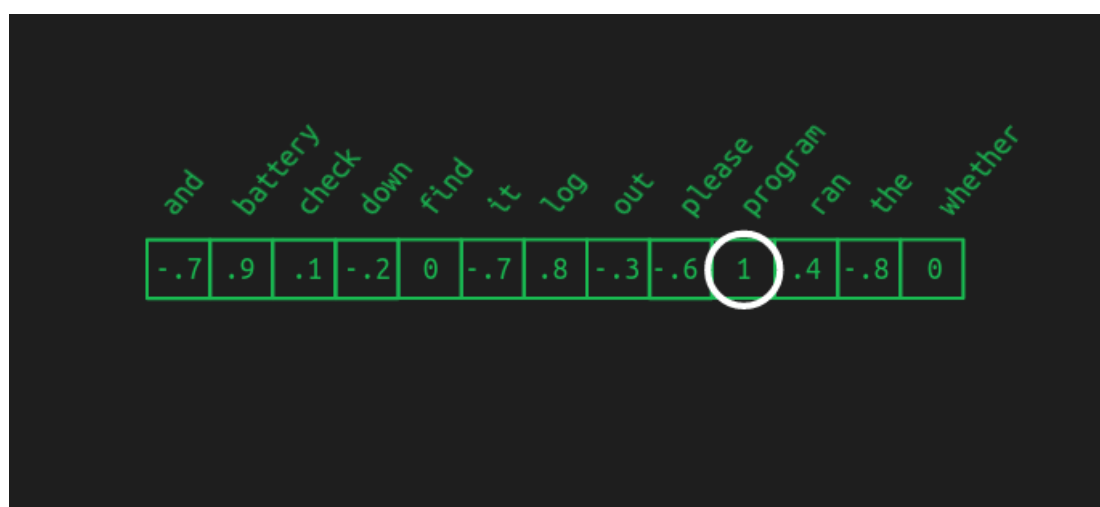 and battery check down find it log out please program ran the whether
-.7 .9 .1 -.2 0 -.7 .8 -.3 -.6 1 .4 -.8 0